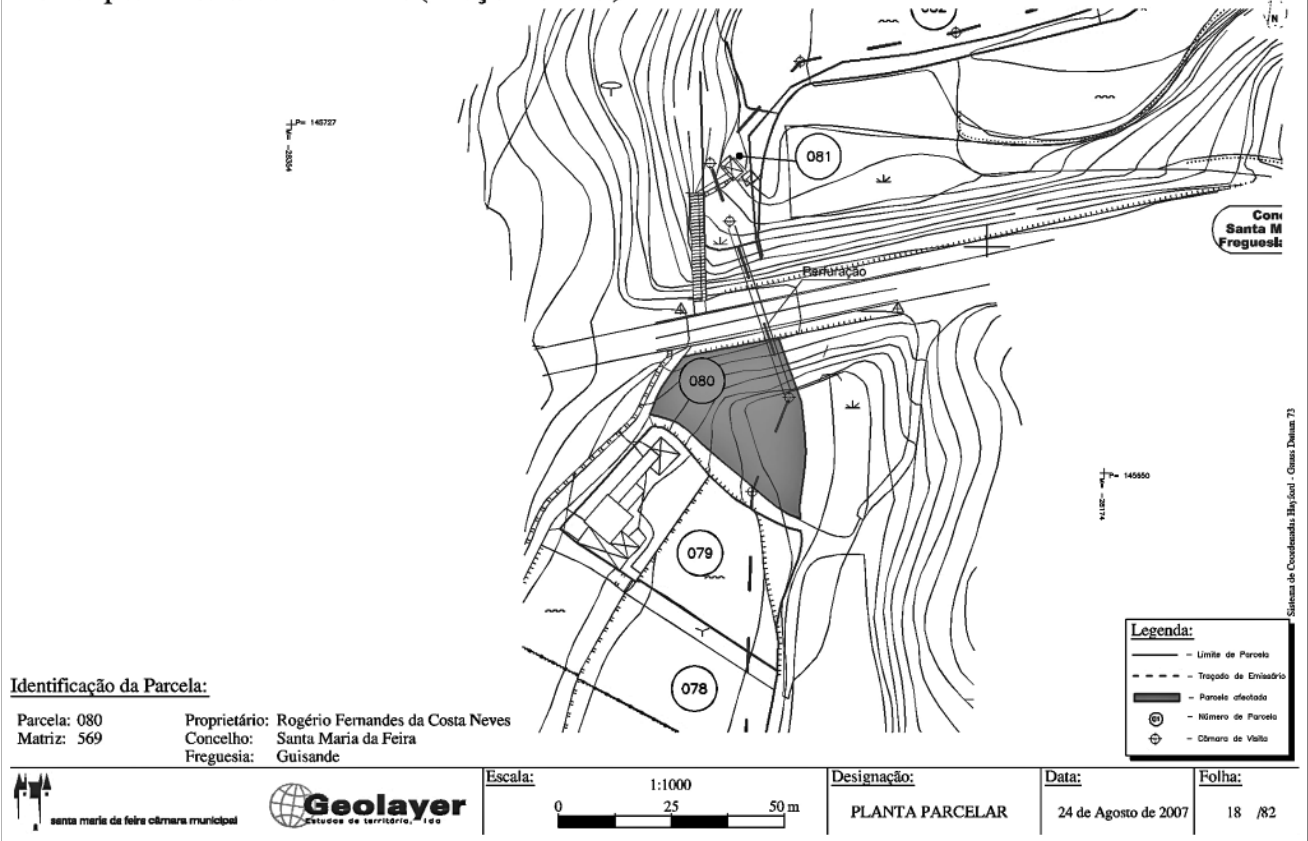 N
P= 145727
M= -28364
081
Perfuração
080
079
078
P= 145550
M= -28174
Sistema de Coordenadas Hayford - Gauss Datum 73
Legenda:
- Limite de Parcela
- Traçado de Emissário
- Parcela afectada
01 - Número de Parcela
- Câmara de Visita
Identificação da Parcela:
Parcela: 080 Proprietário: Rogério Fernandes da Costa Neves
Matriz: 569 Concelho: Santa Maria da Feira
Freguesia: Guisande
santa maria da feira câmara municipal
Geolayer
Estudos de território, lda
Escala:
1:1000
0 25 50 m
Designação:
PLANTA PARCELAR
Data:
24 de Agosto de 2007
Folha:
18 /82